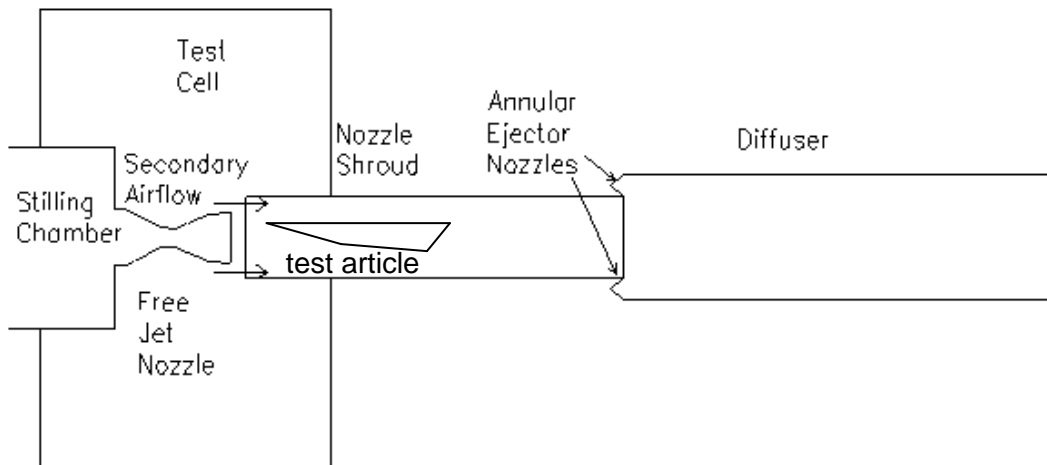 Test
Cell
Annular
Ejector
Nozzles
Nozzle
Shroud
Diffuser
Secondary
Airflow
Stilling
Chamber
test article
Free
Jet
Nozzle